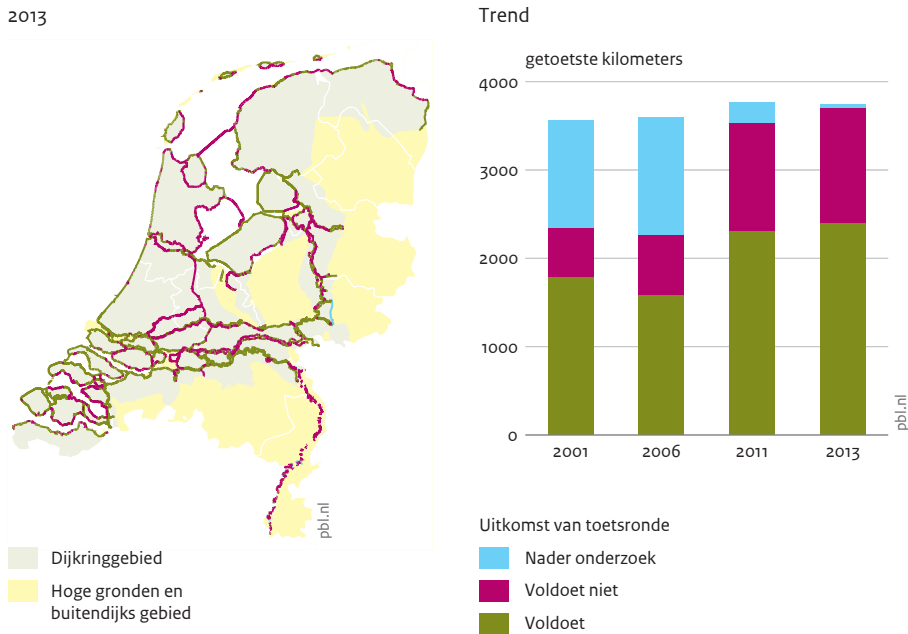 2013
pbl.nl
Dijkringgebied
Hoge gronden en
buitendijks gebied
Trend
getoetste kilometers
4000
3000
2000
1000
0
2001 2006 2011 2013
pbl.nl
Uitkomst van toetsronde
Nader onderzoek
Voldoet niet
Voldoet